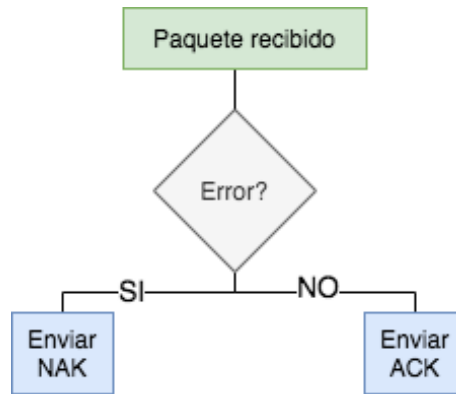 Paquete recibido
Error?
SI
NO
Enviar
NAK
Enviar
ACK